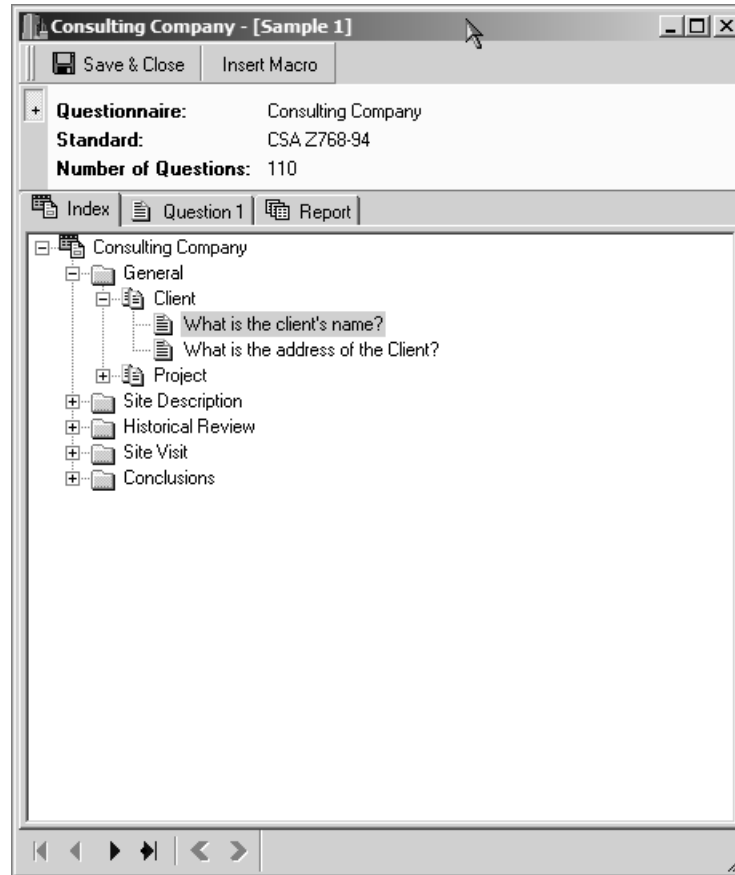 Consulting Company - [Sample 1]
Save & Close Insert Macro
Questionnaire: Consulting Company
Standard: CSA Z768-94
Number of Questions: 110
Index Question 1 Report
Consulting Company
General
Client
What is the client's name?
What is the address of the Client?
Project
Site Description
Historical Review
Site Visit
Conclusions